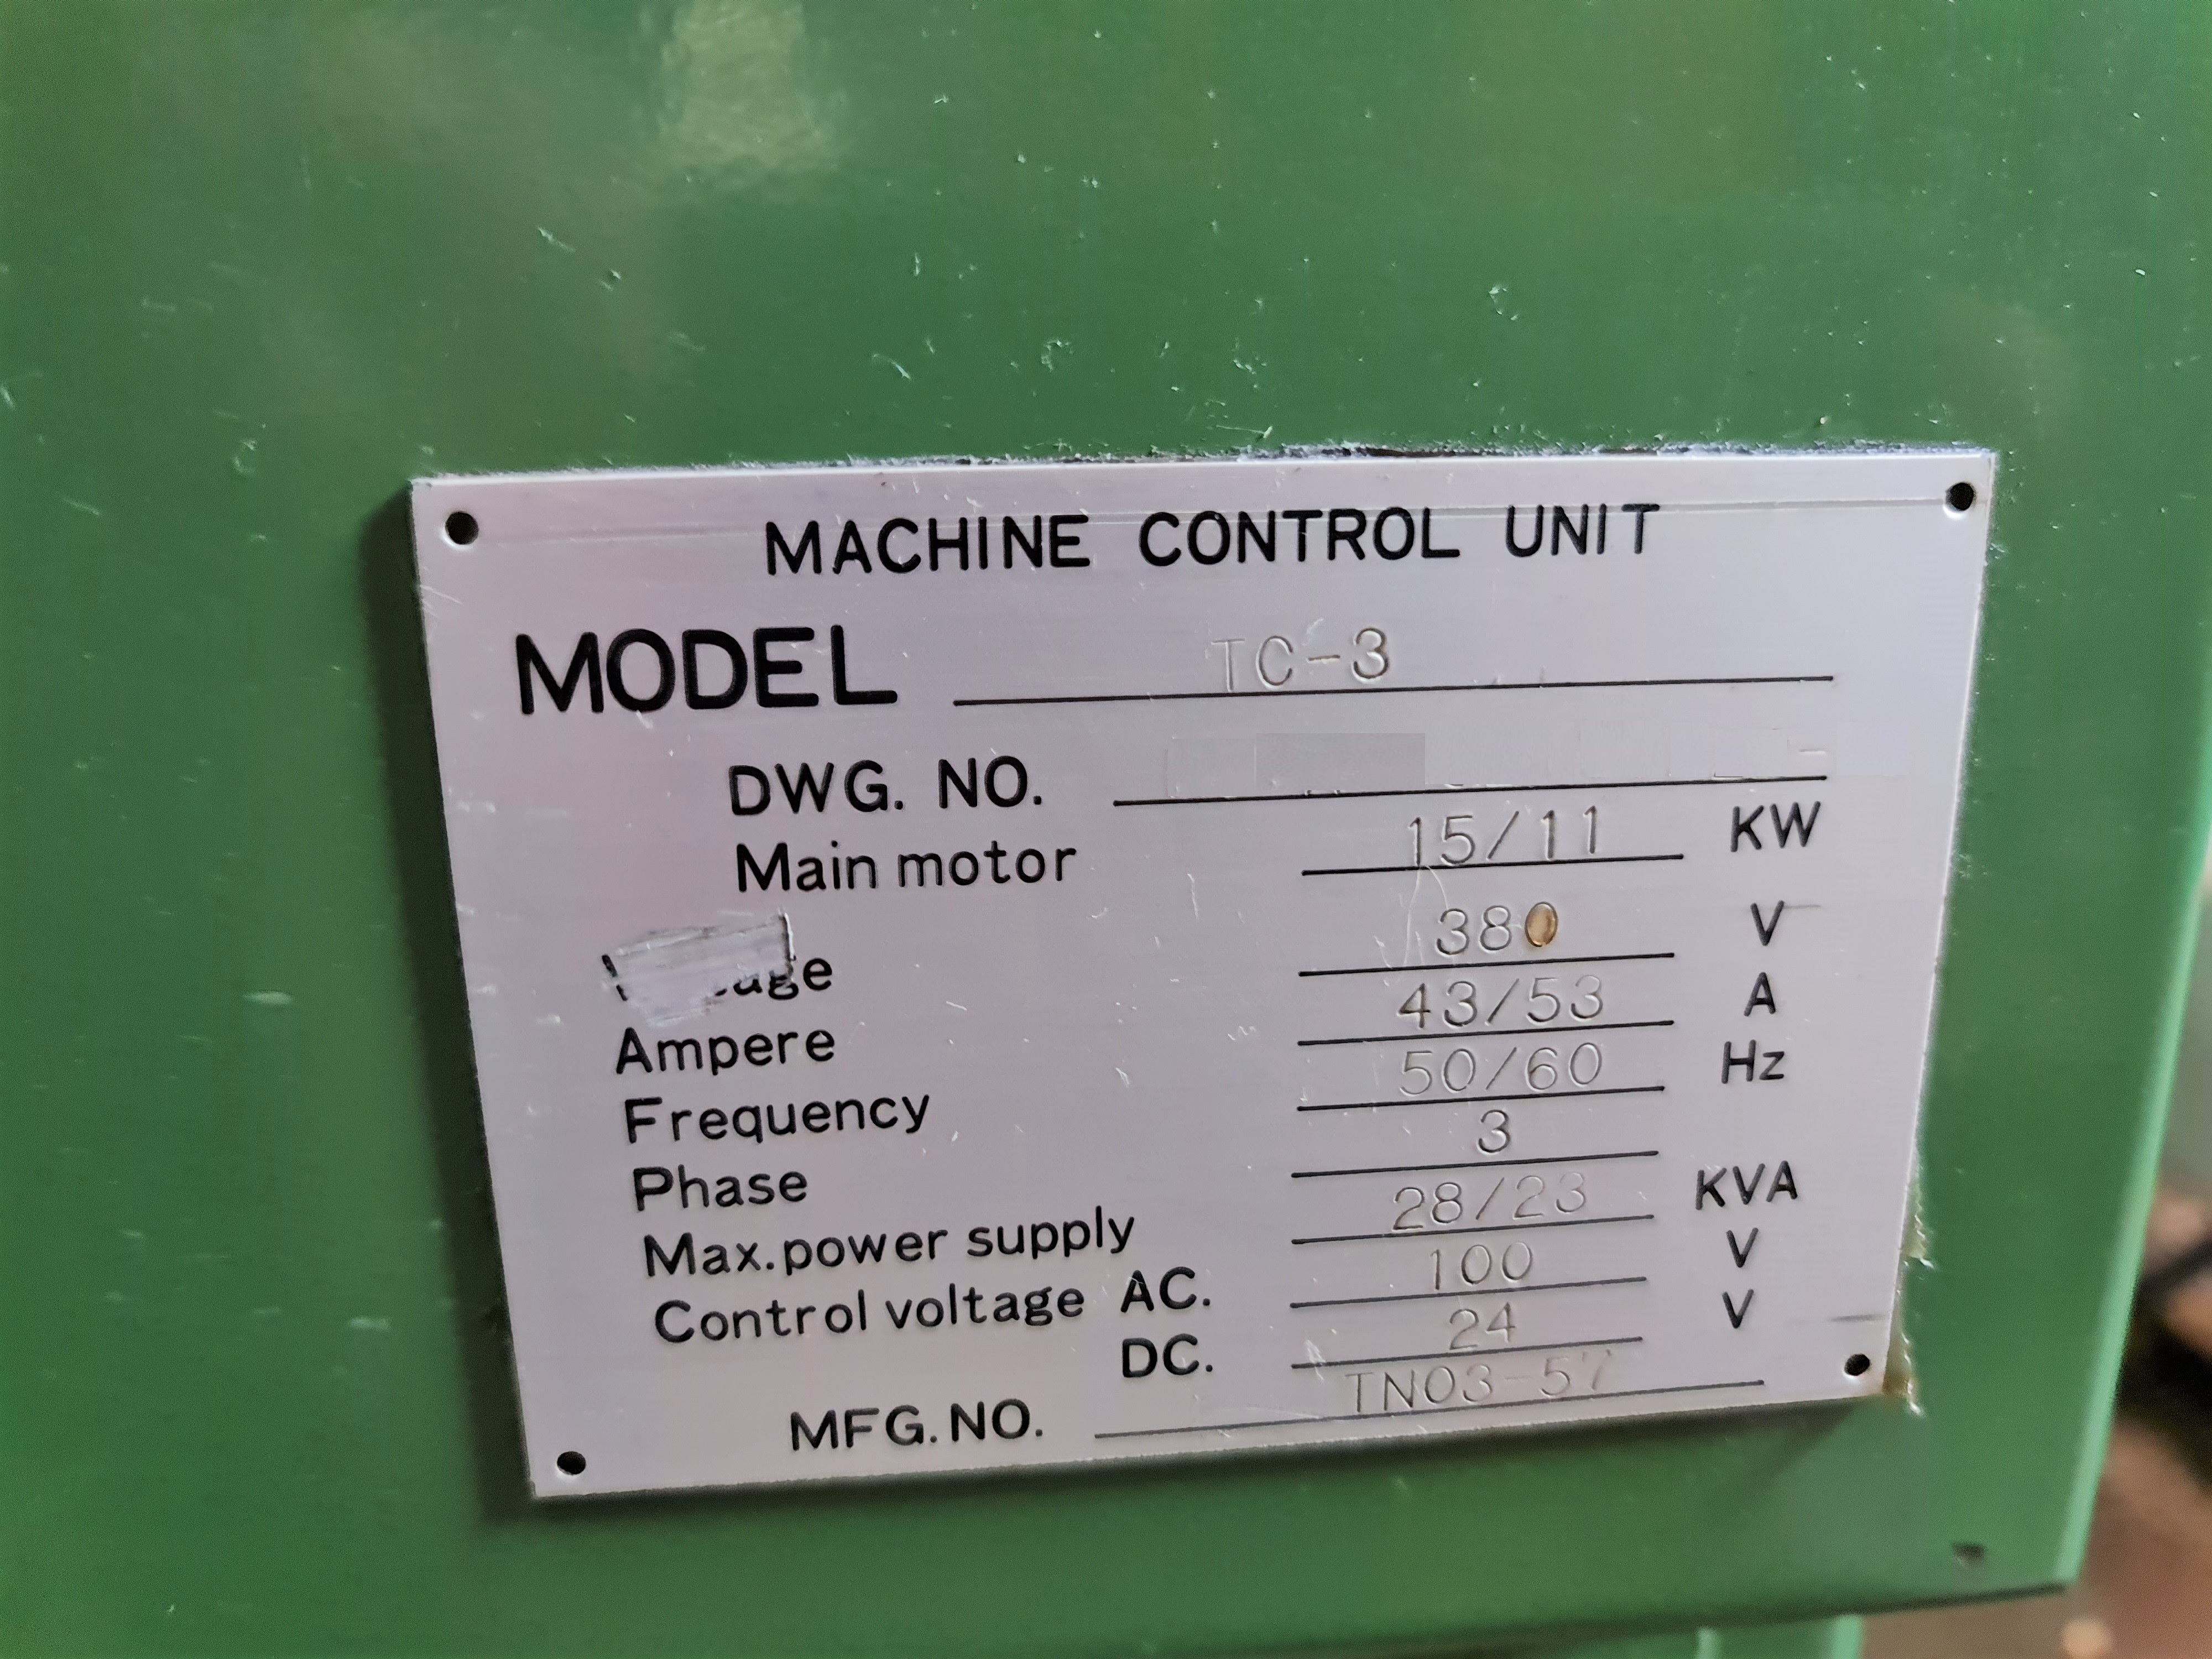 MACHINE CONTROL UNIT
MODEL TC-3
DWG. NO.
Main motor 15/11 KW
380 V
Ampere 43/53 A
Frequency 50/60 Hz
Phase 3
Max. power supply 28/23 KVA
Control voltage AC. 100 V
DC. 24 V
MFG. NO. TN03-57